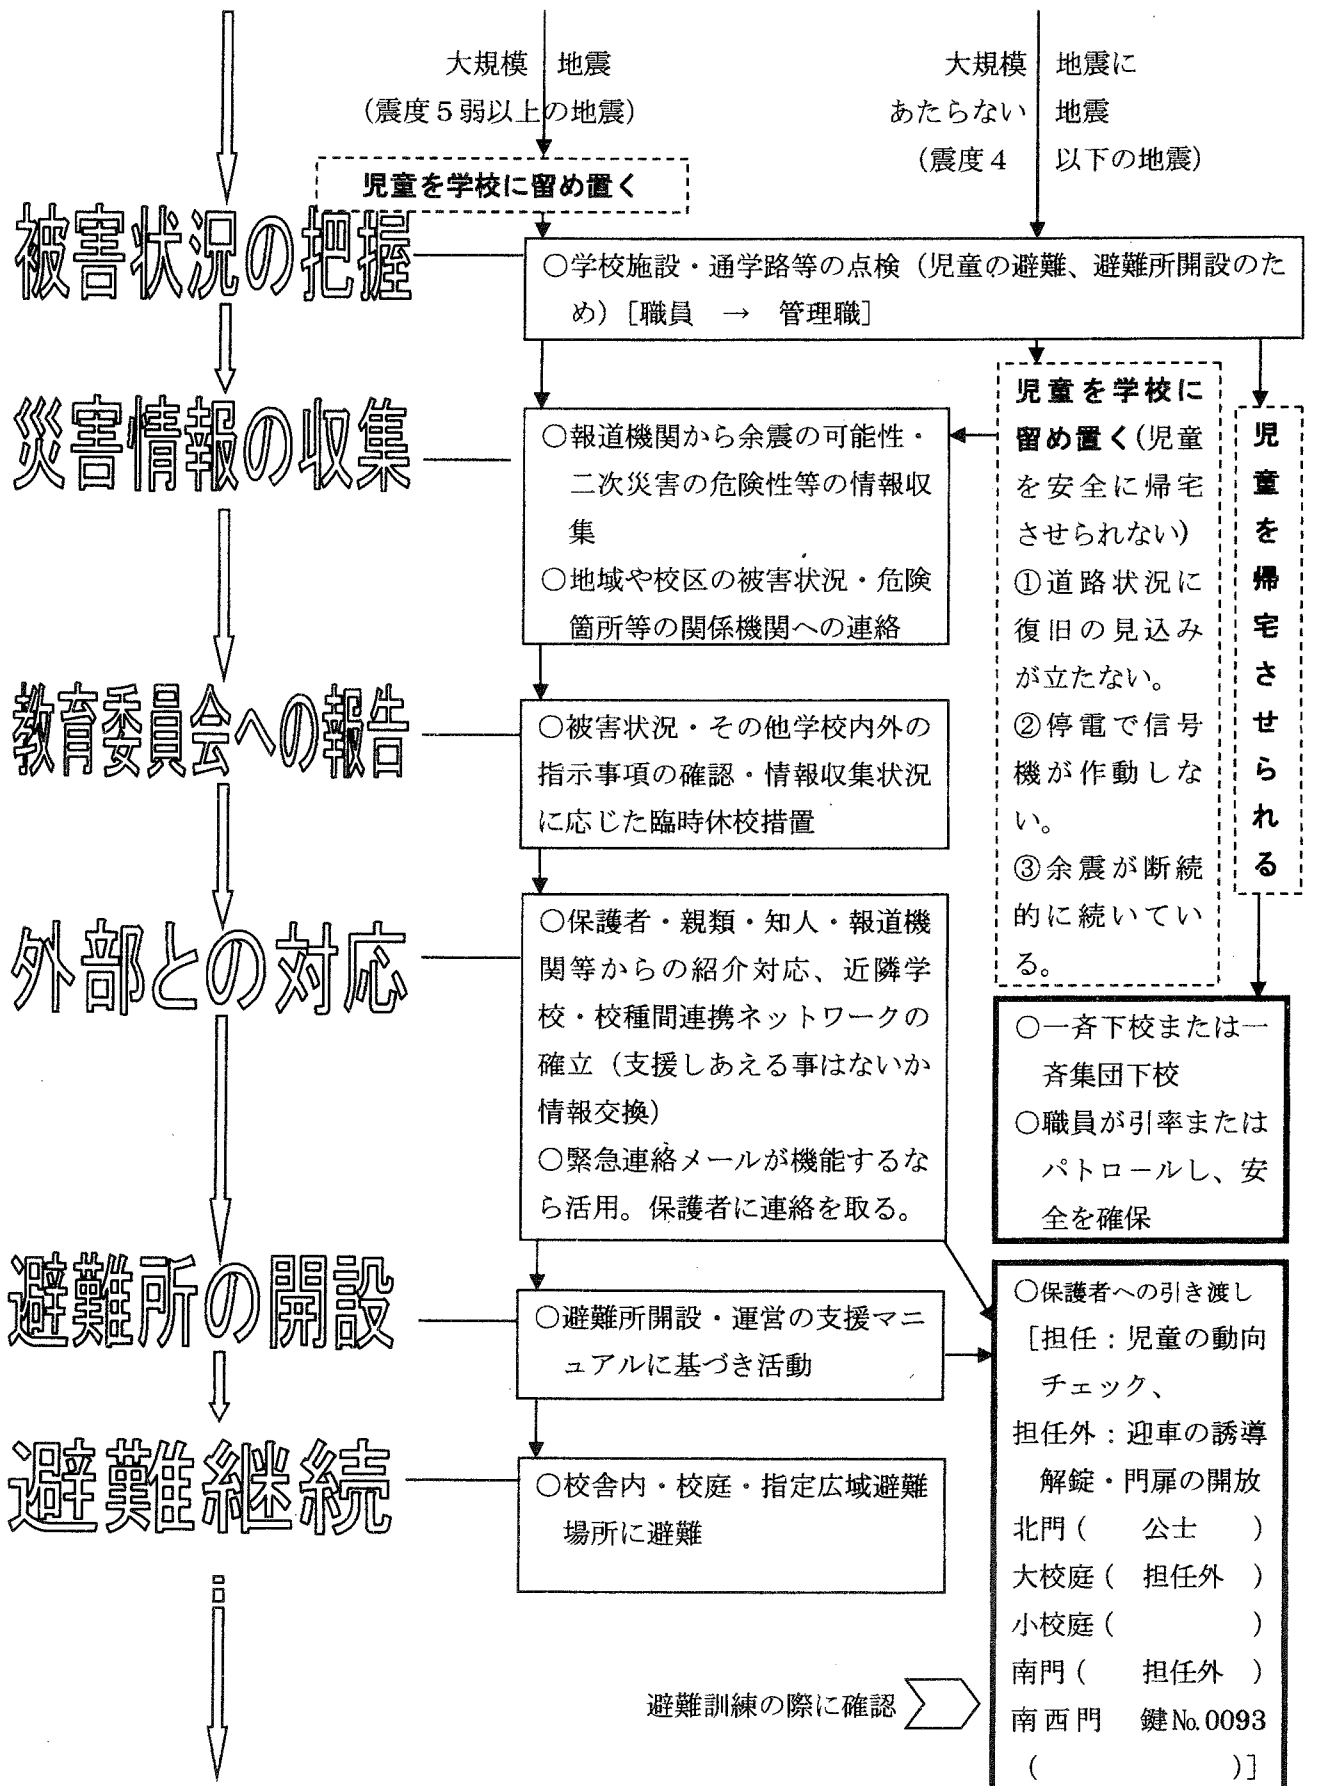 大規模 地震
(震度5弱以上の地震)
大規模 地震に
あたらない 地震
(震度4 以下の地震)
児童を学校に留め置く
被害状況の把握
○学校施設・通学路等の点検（児童の避難、避難所開設のた
め）［職員 → 管理職］
災害情報の収集
○報道機関から余震の可能性・
二次災害の危険性等の情報収
集
○地域や校区の被害状況・危険
箇所等の関係機関への連絡
児童を学校に
留め置く(児童
を安全に帰宅
させられない)
①道路状況に
復旧の見込み
が立たない。
②停電で信号
機が作動しな
い。
③余震が断続
的に続いてい
る。
児童を帰宅させられる
教育委員会への報告
○被害状況・その他学校内外の
指示事項の確認・情報収集状況
に応じた臨時休校措置
外部との対応
○保護者・親類・知人・報道機
関等からの紹介対応、近隣学
校・校種間連携ネットワークの
確立（支援しあえる事はないか
情報交換）
○緊急連絡メールが機能するな
ら活用。保護者に連絡を取る。
○一斉下校または一
斉集団下校
○職員が引率または
パトロールし、安
全を確保
避難所の開設
○避難所開設・運営の支援マニ
ュアルに基づき活動
避難継続
○校舎内・校庭・指定広域避難
場所に避難
○保護者への引き渡し
［担任：児童の動向
チェック、
担任外：迎車の誘導
解錠・門扉の開放
北門（ 公士 ）
大校庭（ 担任外 ）
小校庭（ ）
南門（ 担任外 ）
南西門 鍵№0093
（ ）］
避難訓練の際に確認